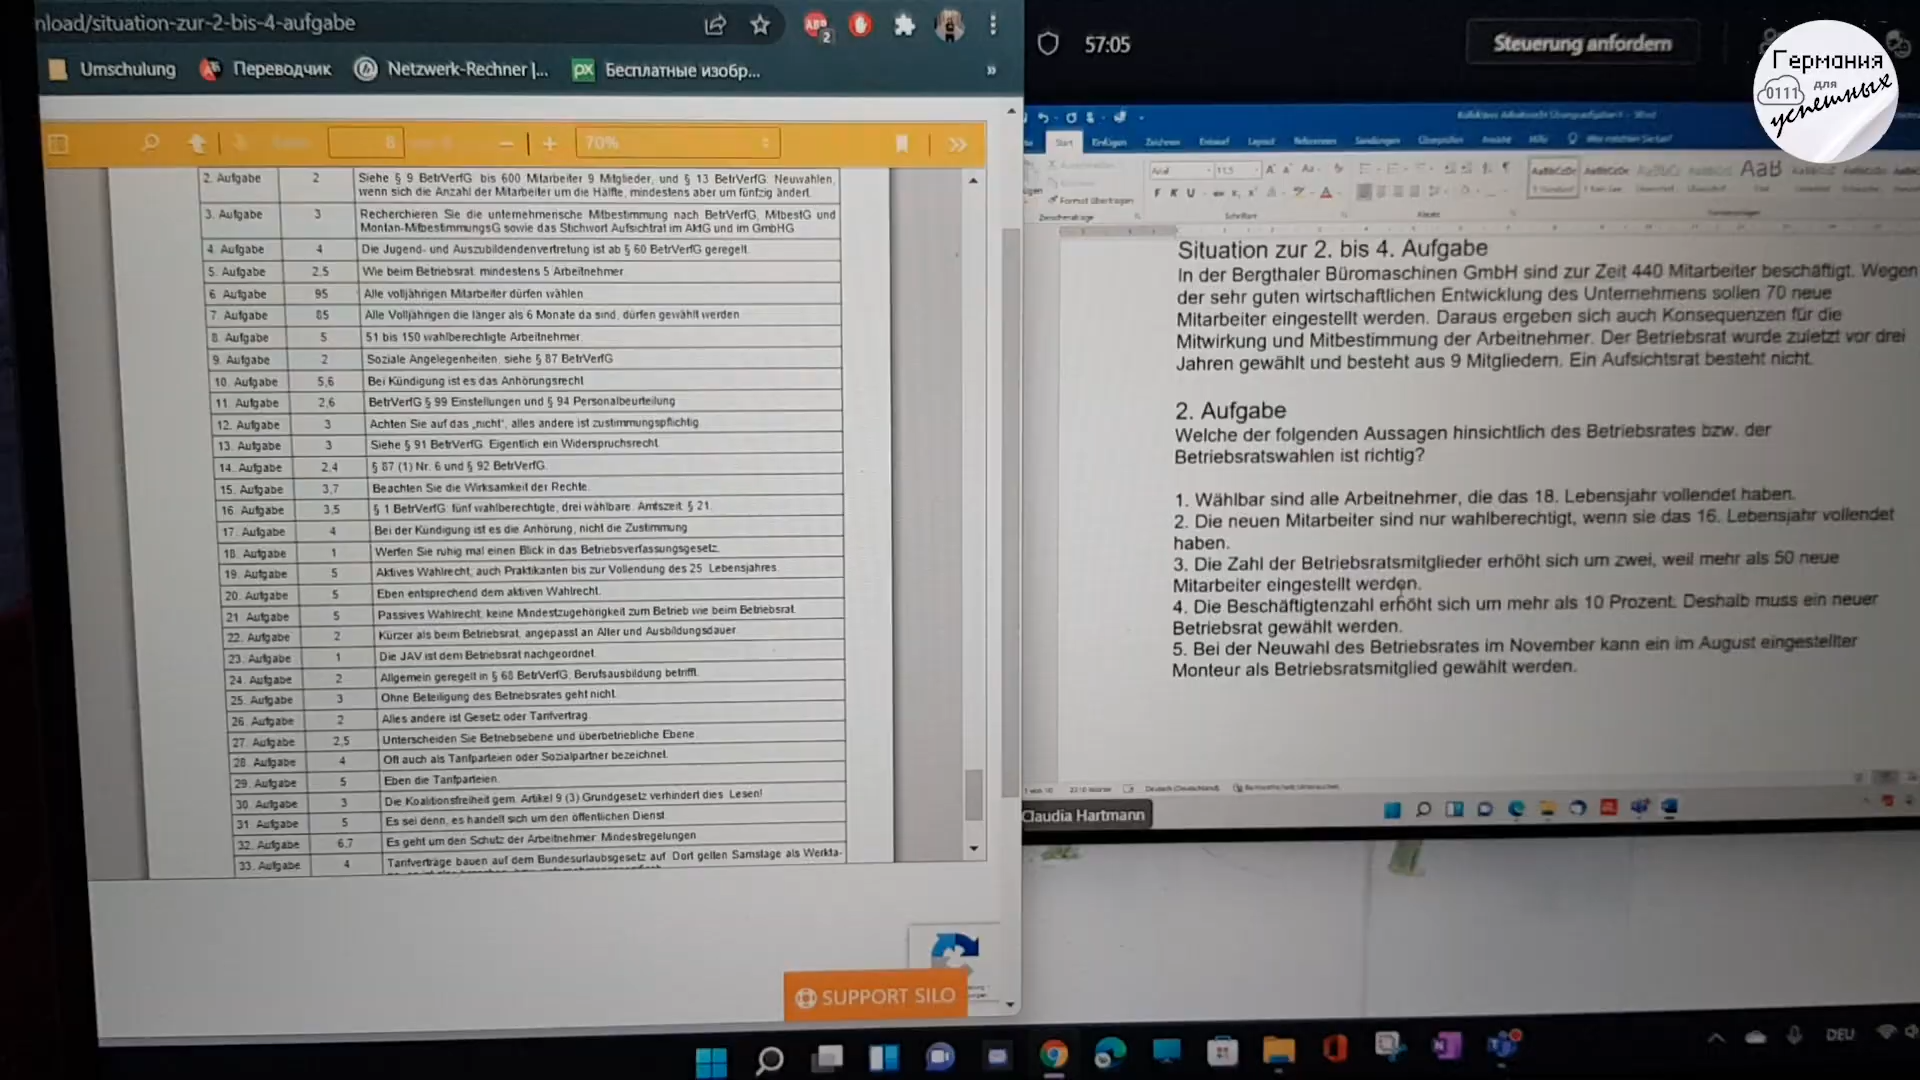 nload/situation-zur-2-bis-4-aufgabe
ABP
2
Umschulung
Переводчик
Netzwerk-Rechner |...
px
Бесплатные изобр...
»
8
70%
2. Aufgabe 2 Siehe § 9 BetrVerfG bis 600 Mitarbeiter 9 Mitglieder, und § 13 BetrVerfG. Neuwahlen,
wenn sich die Anzahl der Mitarbeiter um die Hälfte, mindestens aber um fünfzig ändert.
3. Aufgabe 3 Recherchieren Sie die unternehmerische Mitbestimmung nach BetrVerfG, MitbestG und
Montan-MitbestimmungsG sowie das Stichwort Aufsichtrat im AktG und im GmbHG
4. Aufgabe 4 Die Jugend- und Auszubildendenvertretung ist ab § 60 BetrVerfG geregelt.
5. Aufgabe 2,5 Wie beim Betriebsrat: mindestens 5 Arbeitnehmer
6. Aufgabe 95 Alle volljährigen Mitarbeiter dürfen wählen
7. Aufgabe 85 Alle Volljährigen die länger als 6 Monate da sind, dürfen gewählt werden
8. Aufgabe 5 51 bis 150 wahlberechtigte Arbeitnehmer
9. Aufgabe 2 Soziale Angelegenheiten, siehe § 87 BetrVerfG
10. Aufgabe 5,6 Bei Kündigung ist es das Anhörungsrecht
11. Aufgabe 2,6 BetrVerfG § 99 Einstellungen und § 94 Personalbeurteilung
12. Aufgabe 3 Achten Sie auf das „nicht“, alles andere ist zustimmungspflichtig
13. Aufgabe 3 Siehe § 91 BetrVerfG. Eigentlich ein Widerspruchsrecht.
14. Aufgabe 2,4 § 87 (1) Nr. 6 und § 92 BetrVerfG.
15. Aufgabe 3,7 Beachten Sie die Wirksamkeit der Rechte.
16. Aufgabe 3,5 § 1 BetrVerfG: fünf wahlberechtigte, drei wählbare. Amtszeit: § 21.
17. Aufgabe 4 Bei der Kündigung ist es die Anhörung, nicht die Zustimmung
18. Aufgabe 1 Werfen Sie ruhig mal einen Blick in das Betriebsverfassungsgesetz.
19. Aufgabe 5 Aktives Wahlrecht, auch Praktikanten bis zur Vollendung des 25. Lebensjahres.
20. Aufgabe 5 Eben entsprechend dem aktiven Wahlrecht.
21. Aufgabe 5 Passives Wahlrecht, keine Mindestzugehörigkeit zum Betrieb wie beim Betriebsrat.
22. Aufgabe 2 Kürzer als beim Betriebsrat, angepasst an Alter und Ausbildungsdauer.
23. Aufgabe 1 Die JAV ist dem Betriebsrat nachgeordnet.
24. Aufgabe 2 Allgemein geregelt in § 68 BetrVerfG, Berufsausbildung betrifft.
25. Aufgabe 3 Ohne Beteiligung des Betriebsrates geht nicht.
26. Aufgabe 2 Alles andere ist Gesetz oder Tarifvertrag.
27. Aufgabe 2,5 Unterscheiden Sie Betriebsebene und überbetriebliche Ebene.
28. Aufgabe 4 Oft auch als Tarifparteien oder Sozialpartner bezeichnet.
29. Aufgabe 5 Eben die Tarifparteien.
30. Aufgabe 3 Die Koalitionsfreiheit gem. Artikel 9 (3) Grundgesetz verhindert dies. Lesen!
31. Aufgabe 5 Es sei denn, es handelt sich um den öffentlichen Dienst.
32. Aufgabe 6,7 Es geht um den Schutz der Arbeitnehmer: Mindestregelungen
33. Aufgabe 4 Tarifverträge bauen auf dem Bundesurlaubsgesetz auf. Dort gelten Samstage als Werkta-
SUPPORT SILO
57:05
Steuerung anfordern
Германия
для
0111
успешных
Start Einfügen Zeichnen Entwurf Layout Referenzen Sendungen Überprüfen Ansicht Hilfe
Format übertragen
Situation zur 2. bis 4. Aufgabe
In der Bergthaler Büromaschinen GmbH sind zur Zeit 440 Mitarbeiter beschäftigt. Wegen
der sehr guten wirtschaftlichen Entwicklung des Unternehmens sollen 70 neue
Mitarbeiter eingestellt werden. Daraus ergeben sich auch Konsequenzen für die
Mitwirkung und Mitbestimmung der Arbeitnehmer. Der Betriebsrat wurde zuletzt vor drei
Jahren gewählt und besteht aus 9 Mitgliedern. Ein Aufsichtsrat besteht nicht.
2. Aufgabe
Welche der folgenden Aussagen hinsichtlich des Betriebsrates bzw. der
Betriebsratswahlen ist richtig?
1. Wählbar sind alle Arbeitnehmer, die das 18. Lebensjahr vollendet haben.
2. Die neuen Mitarbeiter sind nur wahlberechtigt, wenn sie das 16. Lebensjahr vollendet
haben.
3. Die Zahl der Betriebsratsmitglieder erhöht sich um zwei, weil mehr als 50 neue
Mitarbeiter eingestellt werden.
4. Die Beschäftigtenzahl erhöht sich um mehr als 10 Prozent. Deshalb muss ein neuer
Betriebsrat gewählt werden.
5. Bei der Neuwahl des Betriebsrates im November kann ein im August eingestellter
Monteur als Betriebsratsmitglied gewählt werden.
Claudia Hartmann
DEU